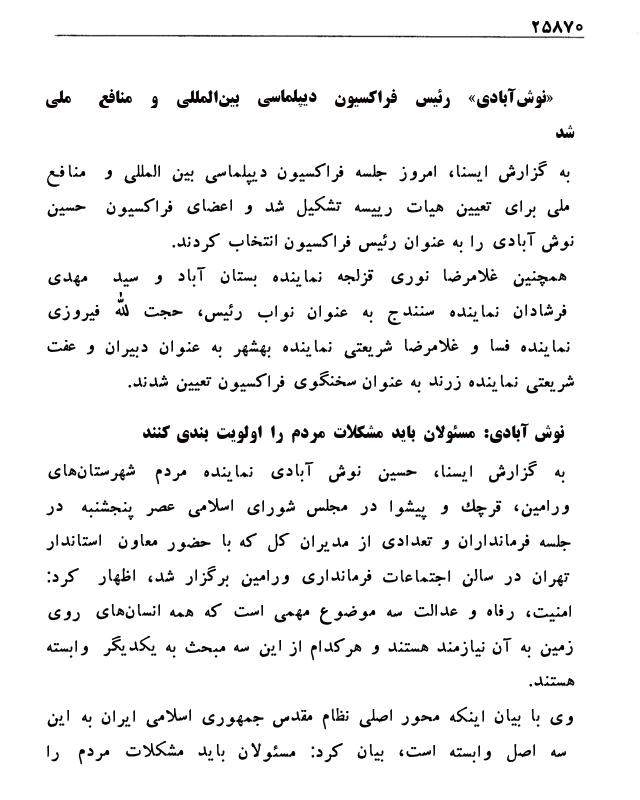 ۲۵۸۷۰
«نوش‌آبادی» رئیس فراکسیون دیپلماسی بین‌المللی و منافع ملی
شد
به گزارش ایسنا، امروز جلسه فراکسیون دیپلماسی بین المللی و منافع
ملی برای تعیین هیات رییسه تشکیل شد و اعضای فراکسیون حسین
نوش آبادی را به عنوان رئیس فراکسیون انتخاب کردند.
همچنین غلامرضا نوری قزلجه نماینده بستان آباد و سید مهدی
فرشادان نماینده سنندج به عنوان نواب رئیس، حجت لله فیروزی
نماینده فسا و غلامرضا شریعتی نماینده بهشهر به عنوان دبیران و عفت
شریعتی نماینده زرند به عنوان سخنگوی فراکسیون تعیین شدند.
نوش آبادی: مسئولان باید مشکلات مردم را اولویت بندی کنند
به گزارش ایسنا، حسین نوش آبادی نماینده مردم شهرستان‌های
ورامین، قرچك و پیشوا در مجلس شورای اسلامی عصر پنجشنبه در
جلسه فرمانداران و تعدادی از مدیران کل که با حضور معاون استاندار
تهران در سالن اجتماعات فرمانداری ورامین برگزار شد، اظهار کرد:
امنیت، رفاه و عدالت سه موضوع مهمی است که همه انسان‌های روی
زمین به آن نیازمند هستند و هرکدام از این سه مبحث به یکدیگر وابسته
هستند.
وی با بیان اینکه محور اصلی نظام مقدس جمهوری اسلامی ایران به این
سه اصل وابسته است، بیان کرد: مسئولان باید مشکلات مردم را